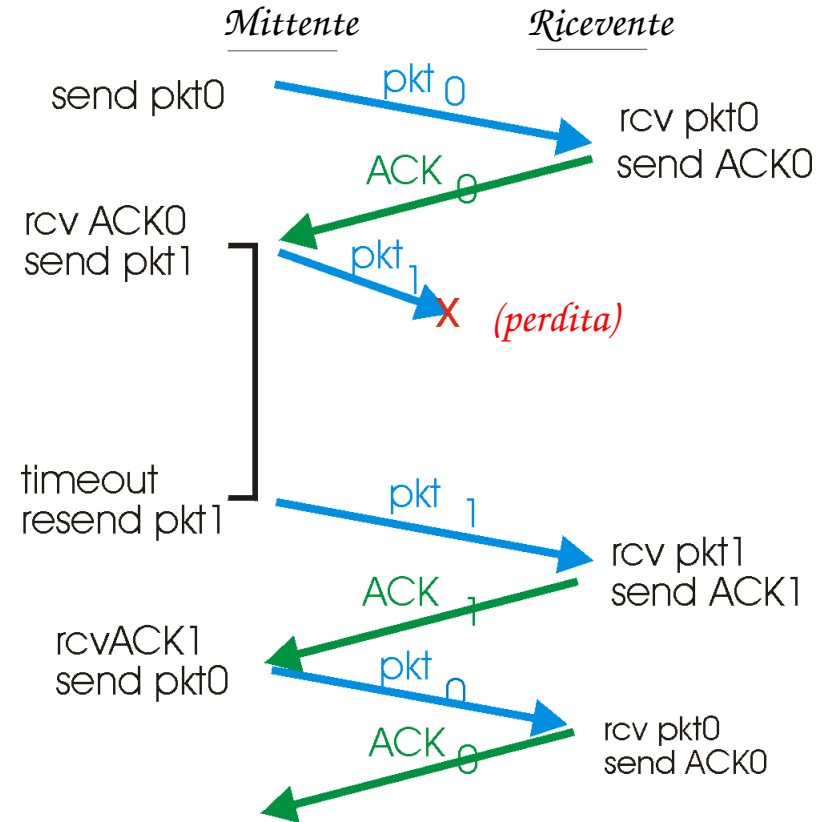 Mittente
Ricevente
send pkt0
pkt 0
rcv pkt0
send ACK0
ACK 0
rcv ACK0
send pkt1
pkt 1
X (perdita)
timeout
resend pkt1
pkt 1
rcv pkt1
send ACK1
ACK 1
rcvACK1
send pkt0
pkt 0
rcv pkt0
send ACK0
ACK 0